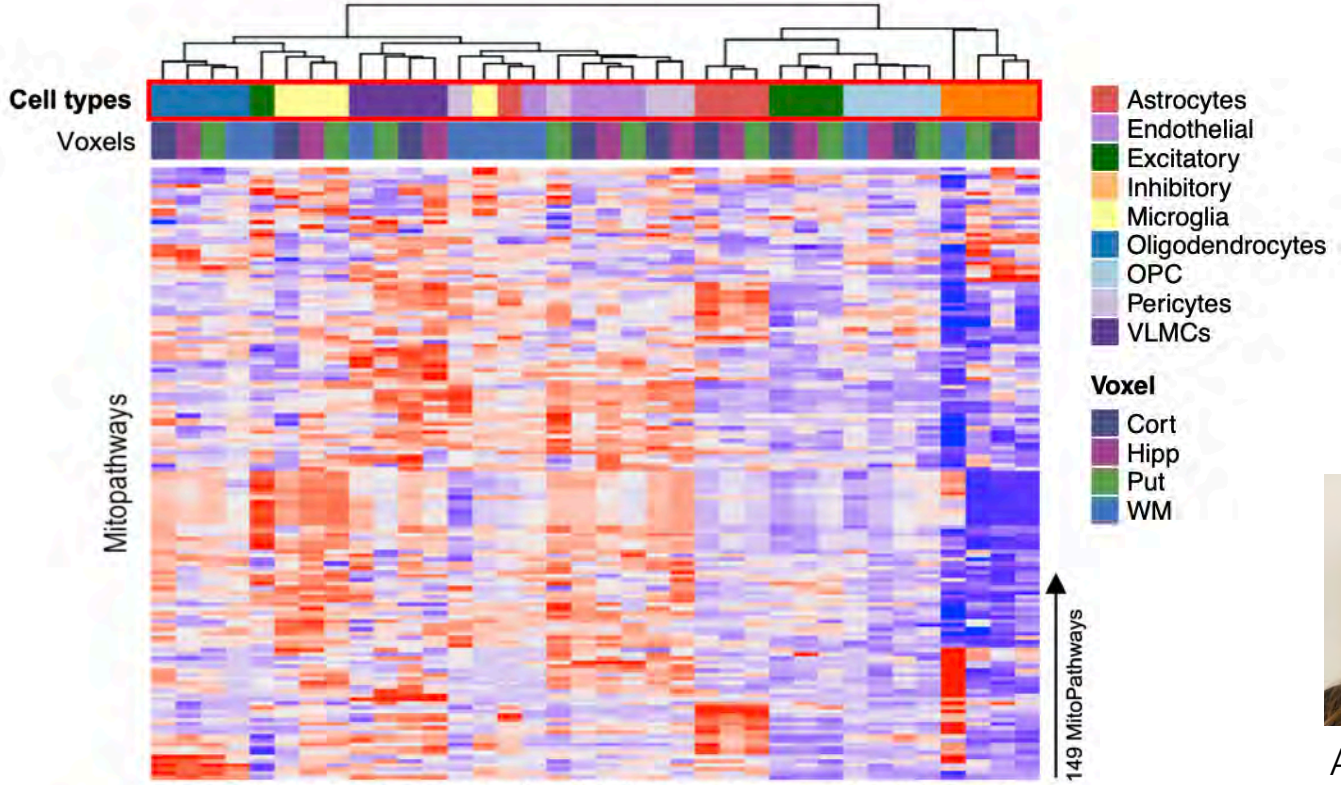 Cell types
Voxels
Mitopathways
149 MitoPathways
Astrocytes
Endothelial
Excitatory
Inhibitory
Microglia
Oligodendrocytes
OPC
Pericytes
VLMCs
Voxel
Cort
Hipp
Put
WM
A